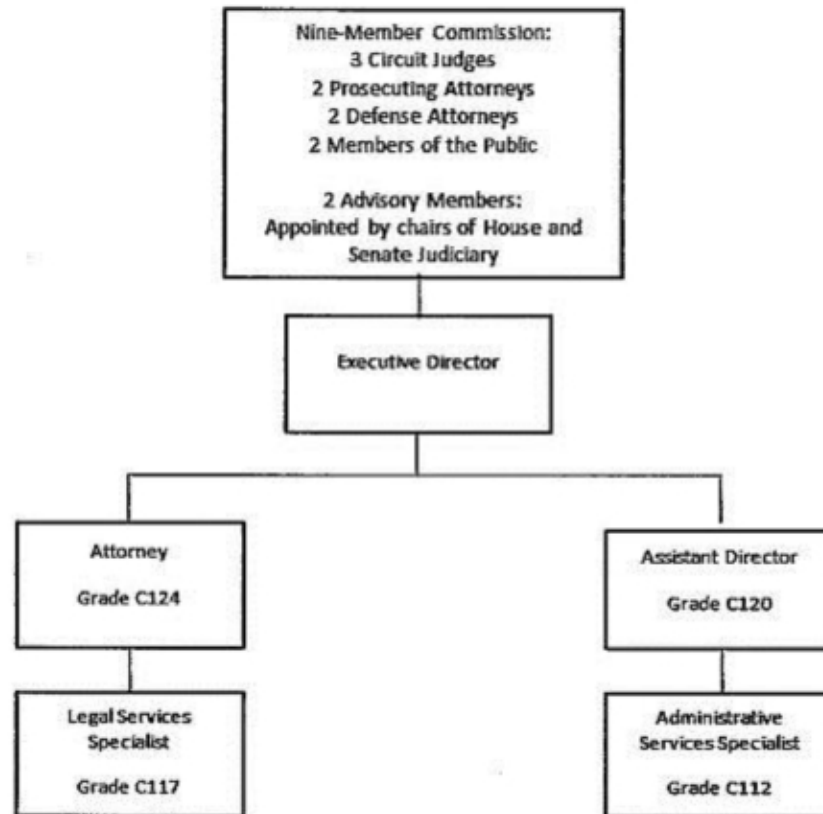 Nine-Member Commission:
3 Circuit Judges
2 Prosecuting Attorneys
2 Defense Attorneys
2 Members of the Public
2 Advisory Members:
Appointed by chairs of House and
Senate Judiciary
Executive Director
Attorney
Grade C124
Assistant Director
Grade C120
Legal Services
Specialist
Grade C117
Administrative
Services Specialist
Grade C112